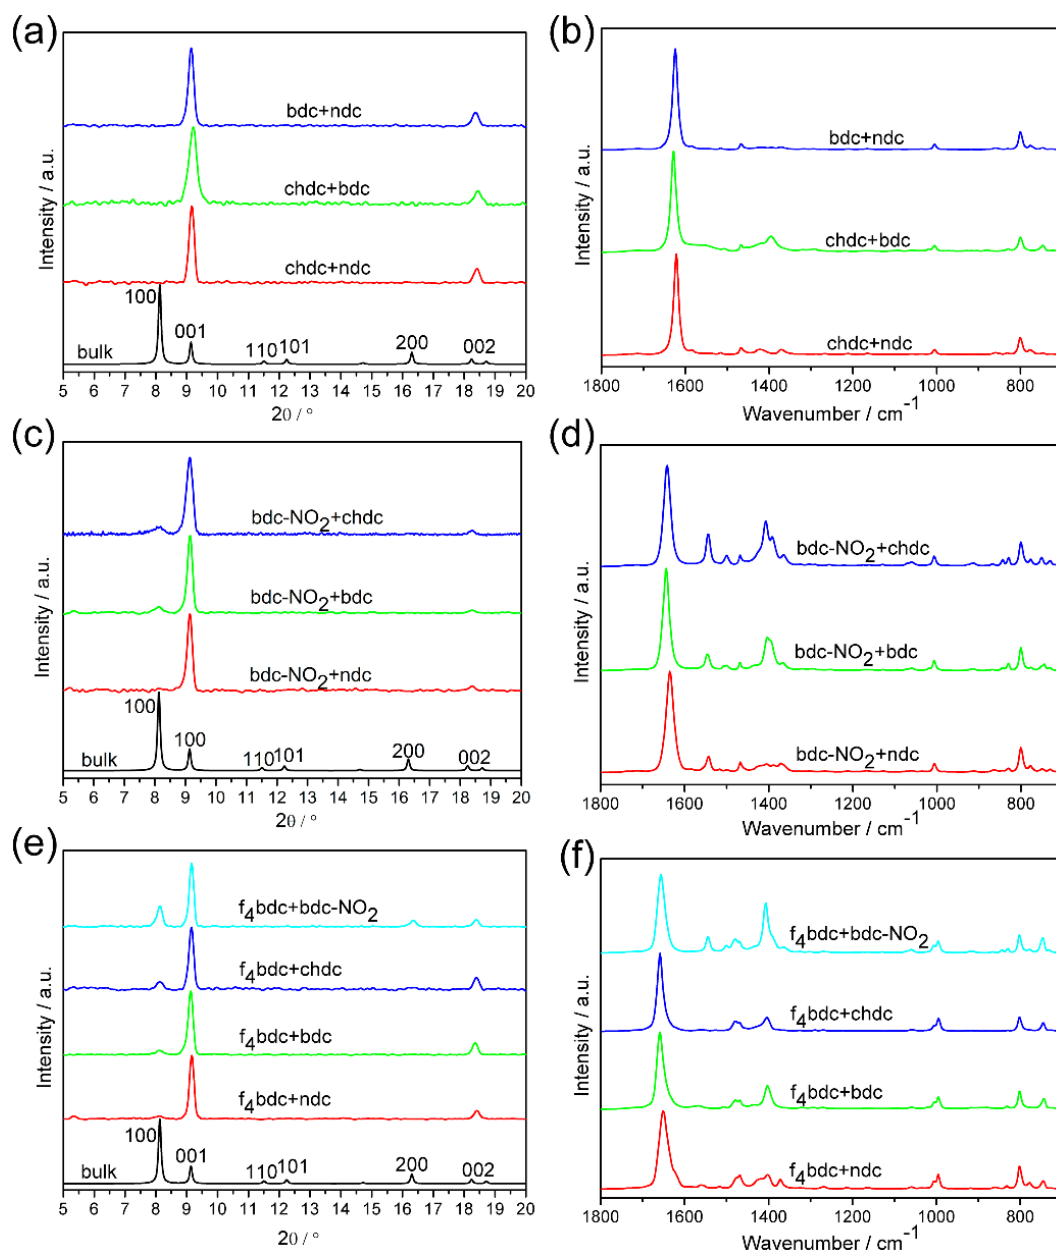 (a)
Intensity / a.u.
bdc+ndc
chdc+bdc
chdc+ndc
100
001
110
101
200
002
bulk
5 6 7 8 9 10 11 12 13 14 15 16 17 18 19 20
2θ / °
(b)
Intensity / a.u.
bdc+ndc
chdc+bdc
chdc+ndc
1800 1600 1400 1200 1000 800
Wavenumber / cm⁻¹
(c)
Intensity / a.u.
bdc-NO₂+chdc
bdc-NO₂+bdc
bdc-NO₂+ndc
100
100
110
101
200
002
bulk
5 6 7 8 9 10 11 12 13 14 15 16 17 18 19 20
2θ / °
(d)
Intensity / a.u.
bdc-NO₂+chdc
bdc-NO₂+bdc
bdc-NO₂+ndc
1800 1600 1400 1200 1000 800
Wavenumber / cm⁻¹
(e)
Intensity / a.u.
f₄bdc+bdc-NO₂
f₄bdc+chdc
f₄bdc+bdc
f₄bdc+ndc
100
001
110
101
200
002
bulk
5 6 7 8 9 10 11 12 13 14 15 16 17 18 19 20
2θ / °
(f)
Intensity / a.u.
f₄bdc+bdc-NO₂
f₄bdc+chdc
f₄bdc+bdc
f₄bdc+ndc
1800 1600 1400 1200 1000 800
Wavenumber / cm⁻¹